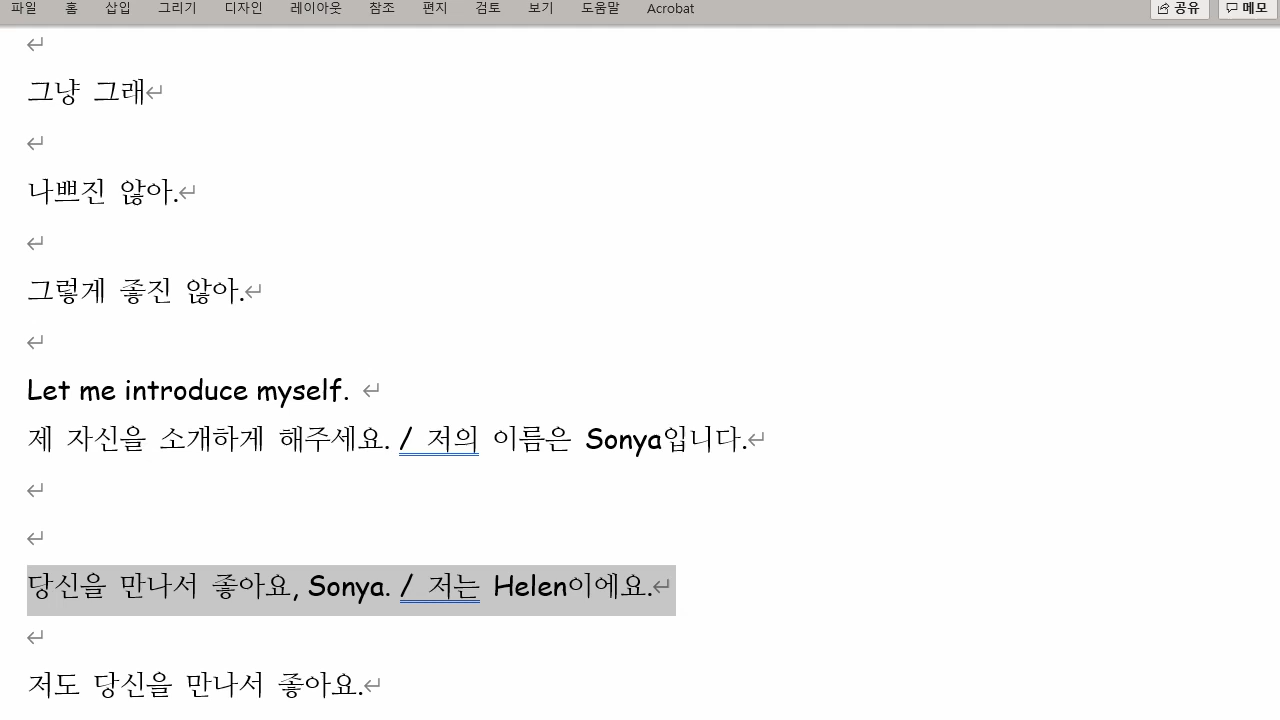 파일 홈 삽입 그리기 디자인 레이아웃 참조 편지 검토 보기 도움말 Acrobat 공유 메모
그냥 그래
나쁘진 않아.
그렇게 좋진 않아.
Let me introduce myself.
제 자신을 소개하게 해주세요. / 저의 이름은 Sonya입니다.
당신을 만나서 좋아요, Sonya. / 저는 Helen이에요.
저도 당신을 만나서 좋아요.